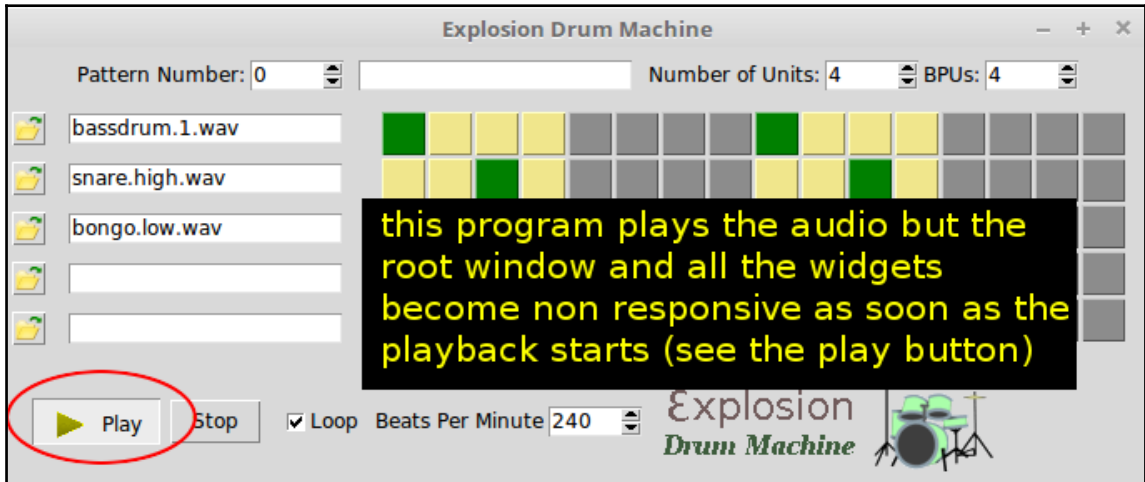 Explosion Drum Machine
Pattern Number: 0 Number of Units: 4 BPUs: 4
bassdrum.1.wav
snare.high.wav
bongo.low.wav
this program plays the audio but the
root window and all the widgets
become non responsive as soon as the
playback starts (see the play button)
Play Stop Loop Beats Per Minute 240
Explosion
Drum Machine